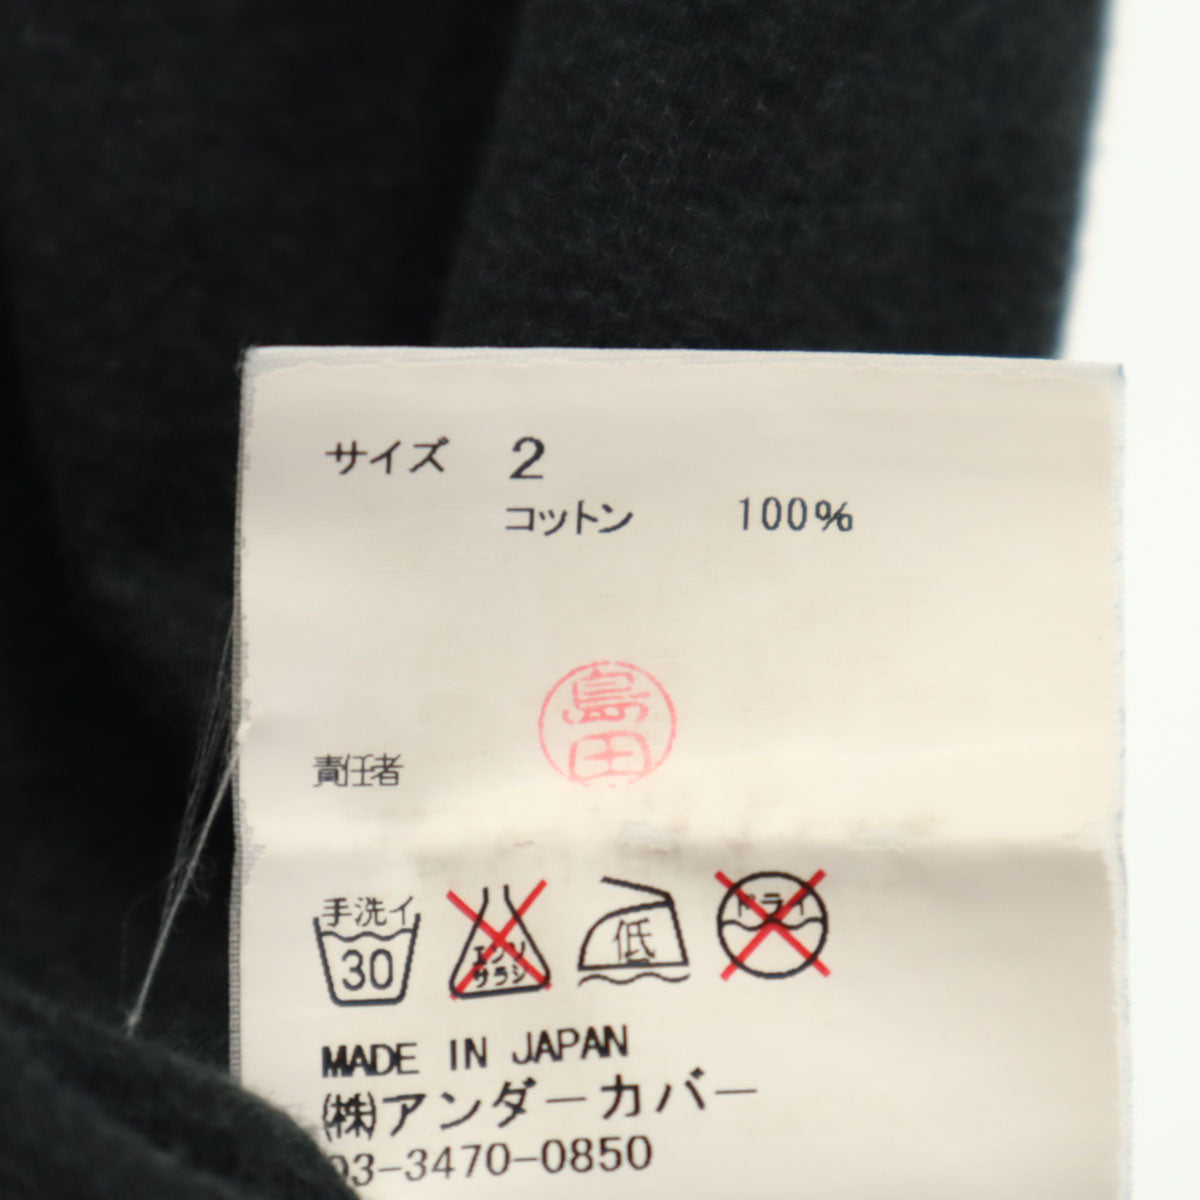 サイズ 2
コットン 100%
島田
責任者
手洗イ
30
エンソ
サラシ
低
ドライ
MADE IN JAPAN
(株)アンダーカバー
03-3470-0850